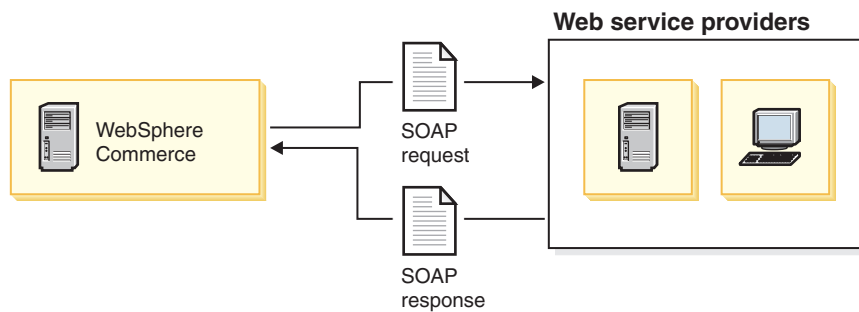 Web service providers
WebSphere
Commerce
SOAP
request
SOAP
response